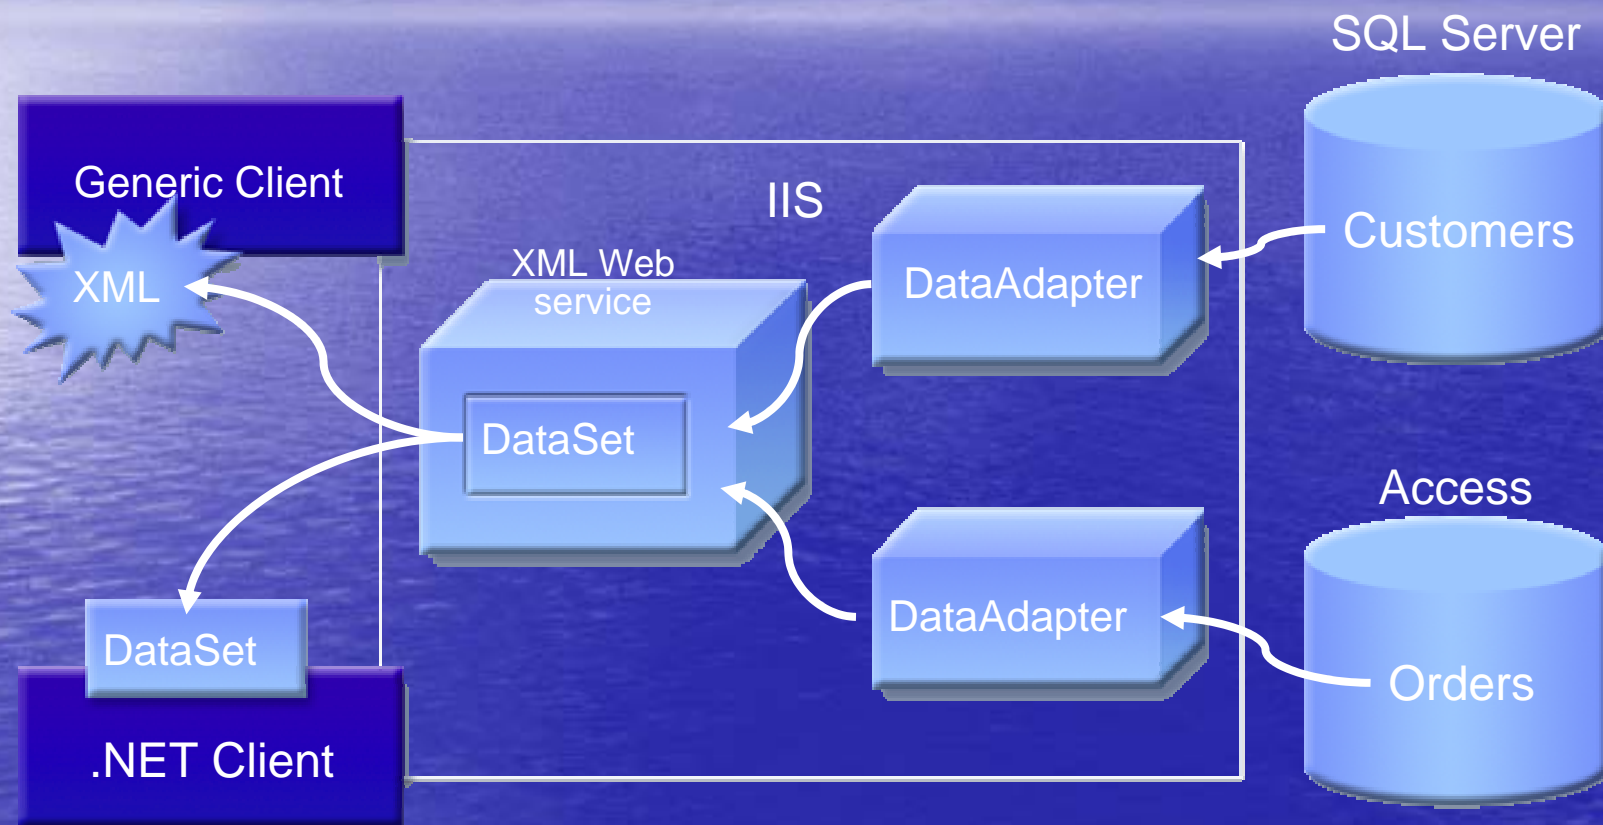 SQL Server
Generic Client
IIS
Customers
XML Web
service
DataAdapter
XML
DataSet
Access
DataAdapter
DataSet
Orders
.NET Client